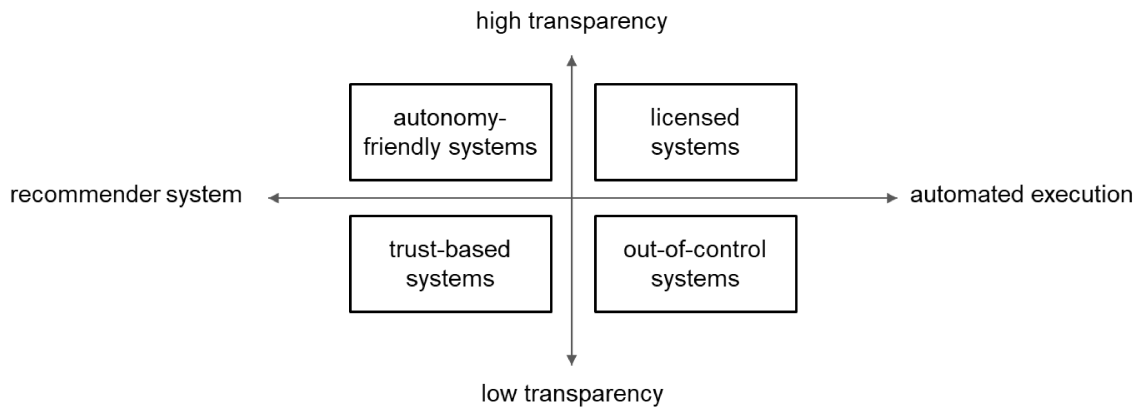 high transparency
autonomy-
friendly systems
licensed
systems
recommender system
automated execution
trust-based
systems
out-of-control
systems
low transparency